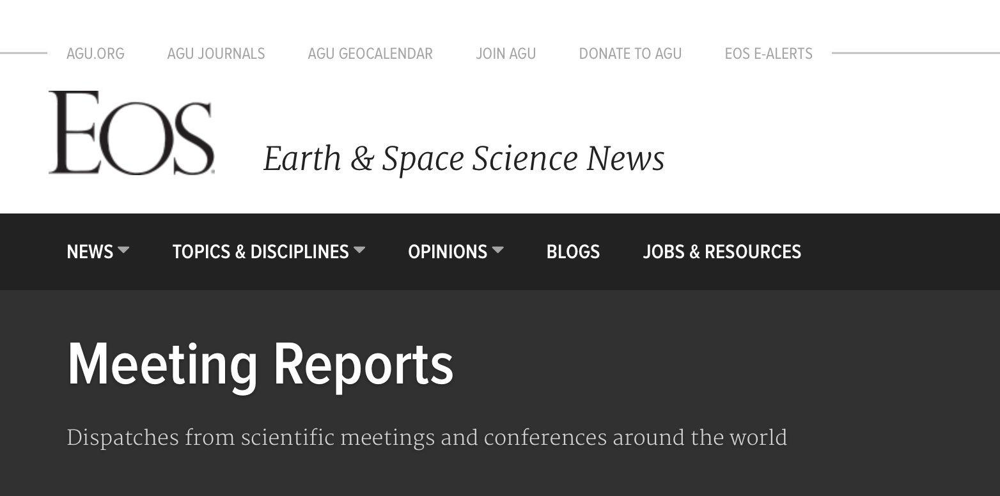 AGU.ORG AGU JOURNALS AGU GEOCALENDAR JOIN AGU DONATE TO AGU EOS E-ALERTS
EOS
Earth & Space Science News
NEWS TOPICS & DISCIPLINES OPINIONS BLOGS JOBS & RESOURCES
Meeting Reports
Dispatches from scientific meetings and conferences around the world